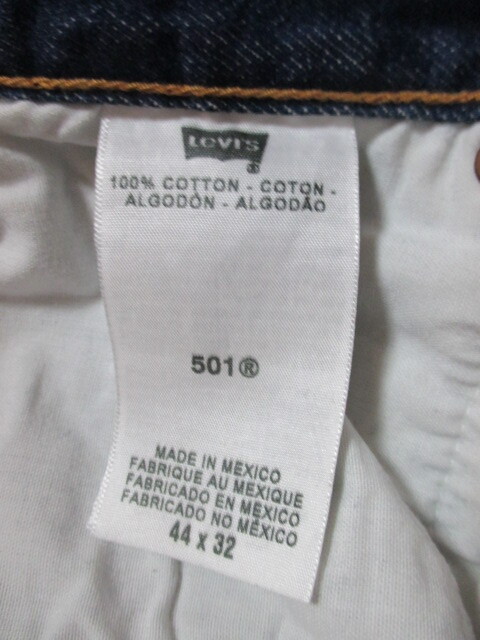 Levi's
®
100% COTTON - COTON -
ALGODÓN - ALGODÃO
501®
MADE IN MEXICO
FABRIQUE AU MEXIQUE
FABRICADO EN MÉXICO
FABRICADO NO MÉXICO
44 x 32